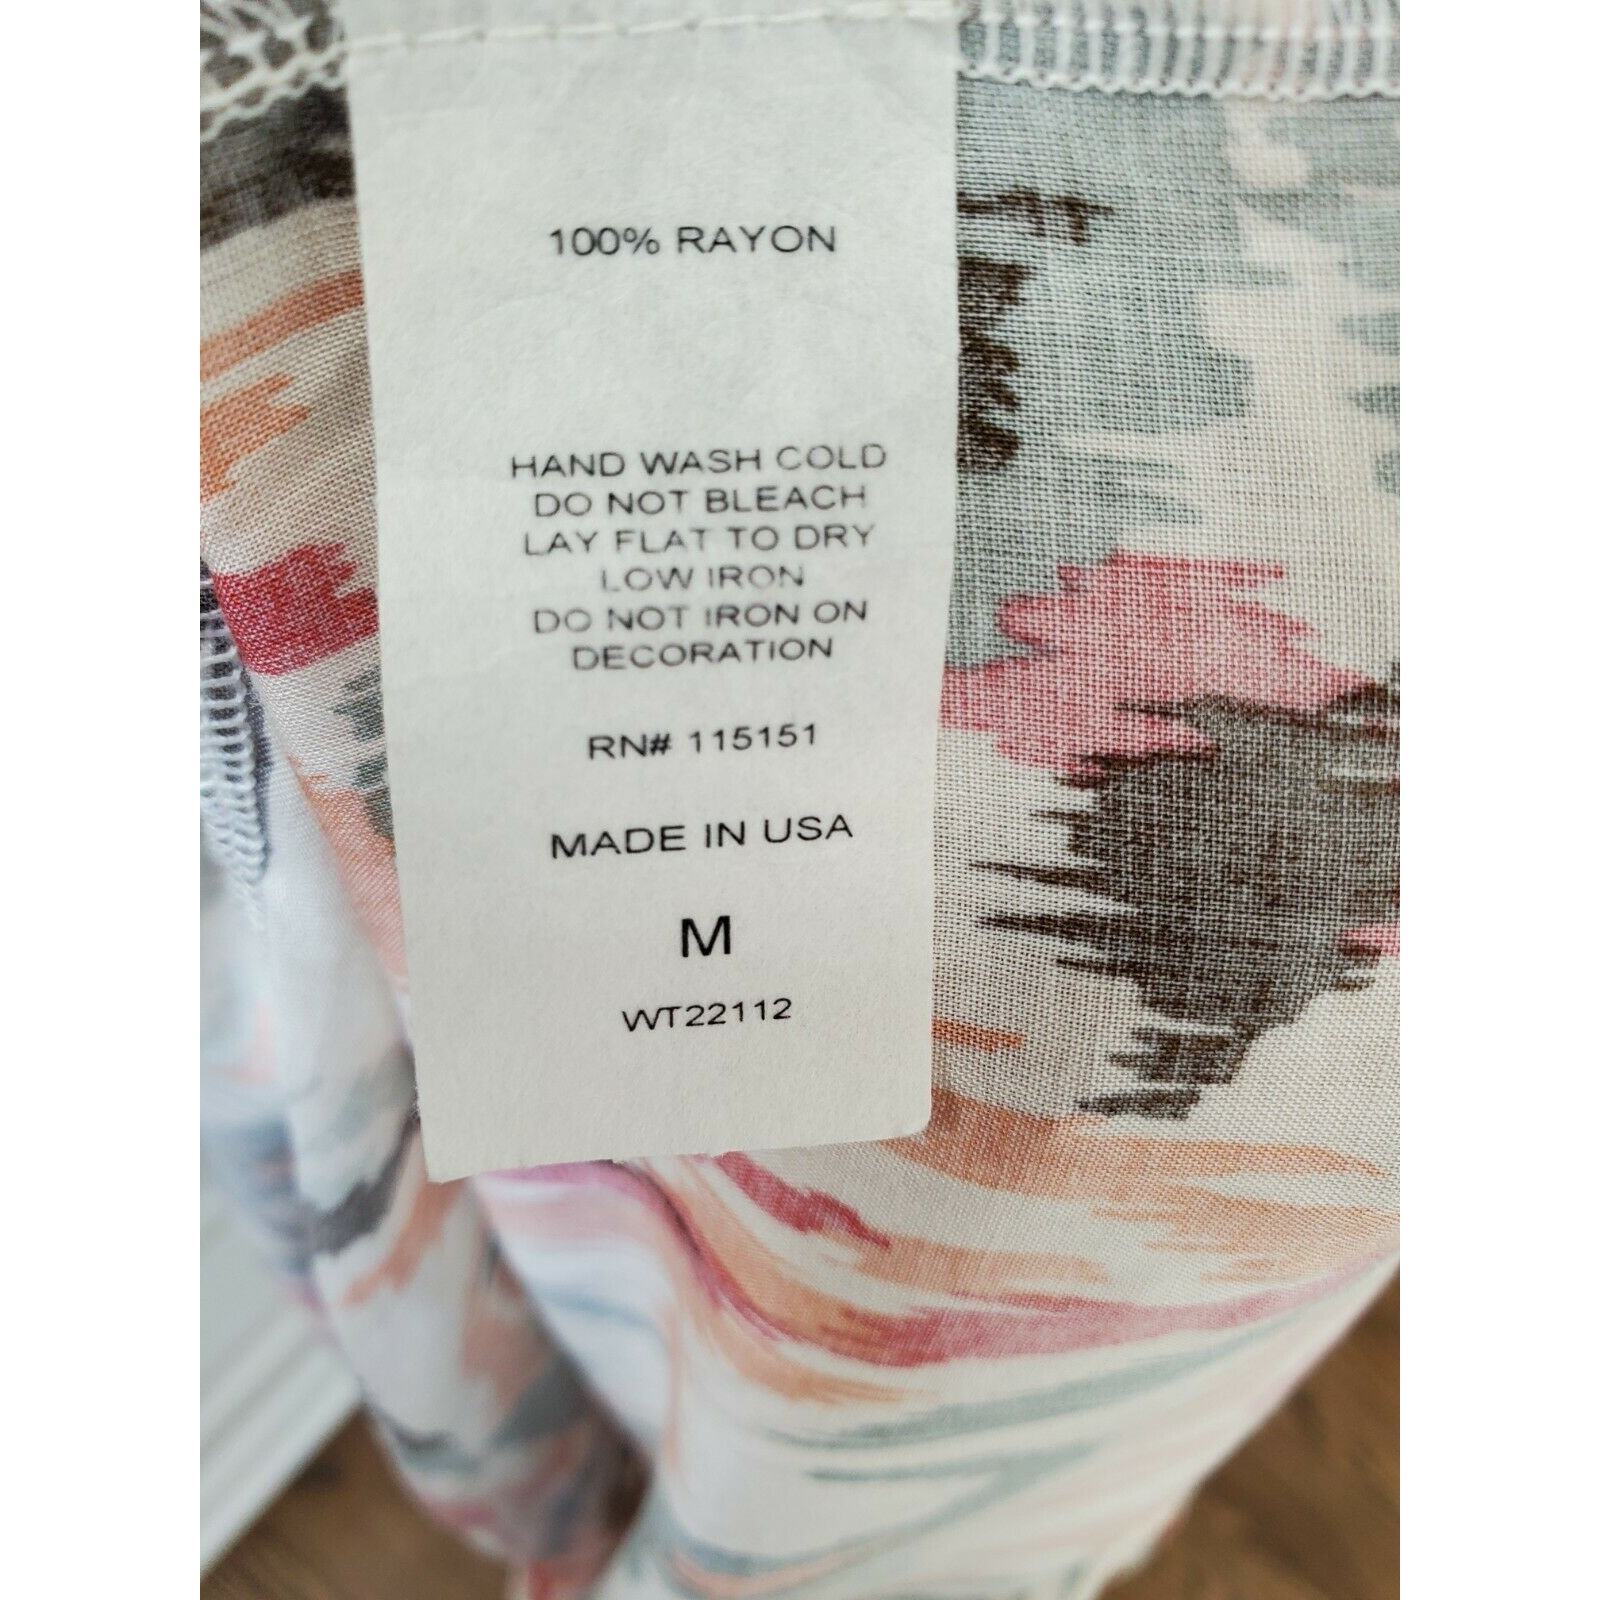 100% RAYON
HAND WASH COLD
DO NOT BLEACH
LAY FLAT TO DRY
LOW IRON
DO NOT IRON ON
DECORATION
RN# 115151
MADE IN USA
M
WT22112